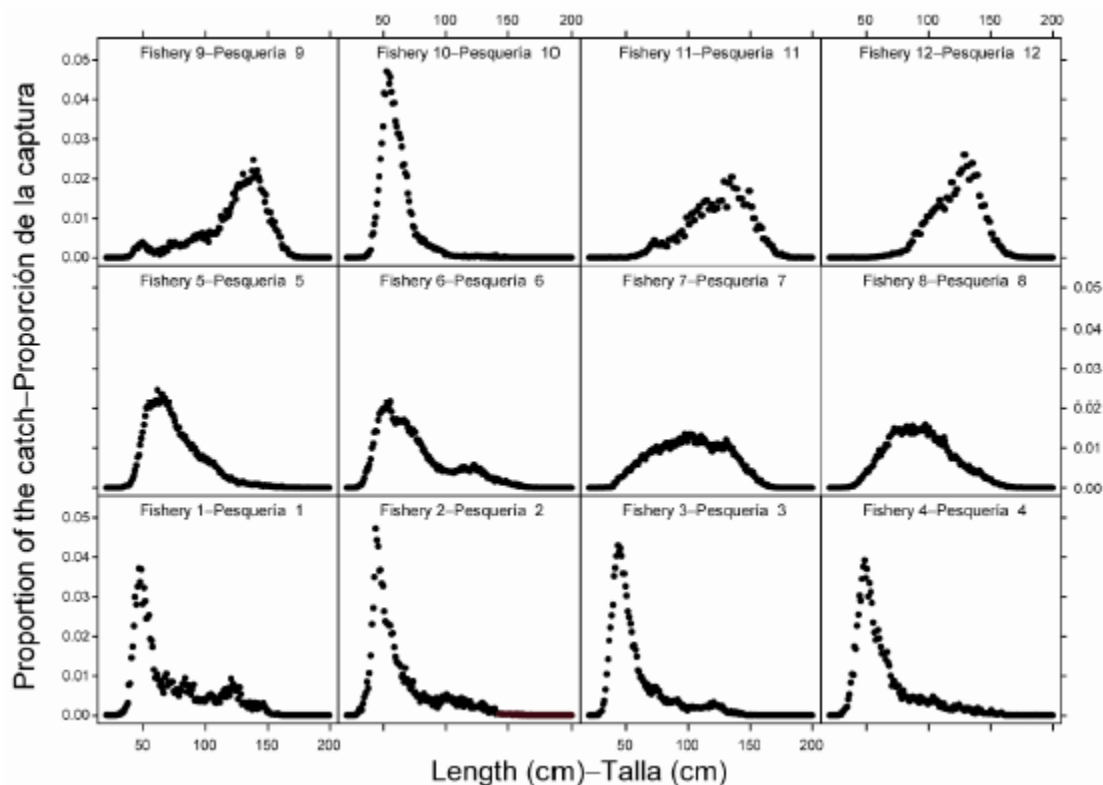 50 100 150 200 50 100 150 200
Fishery 9–Pesquería 9 Fishery 10–Pesquería 10 Fishery 11–Pesquería 11 Fishery 12–Pesquería 12
0.05
0.04
0.03
0.02
0.01
0.00
Fishery 5–Pesquería 5 Fishery 6–Pesquería 6 Fishery 7–Pesquería 7 Fishery 8–Pesquería 8
0.05
0.04
0.03
0.02
0.01
0.00
Fishery 1–Pesquería 1 Fishery 2–Pesquería 2 Fishery 3–Pesquería 3 Fishery 4–Pesquería 4
0.05
0.04
0.03
0.02
0.01
0.00
50 100 150 200 50 100 150 200
Proportion of the catch–Proporción de la captura
Length (cm)–Talla (cm)